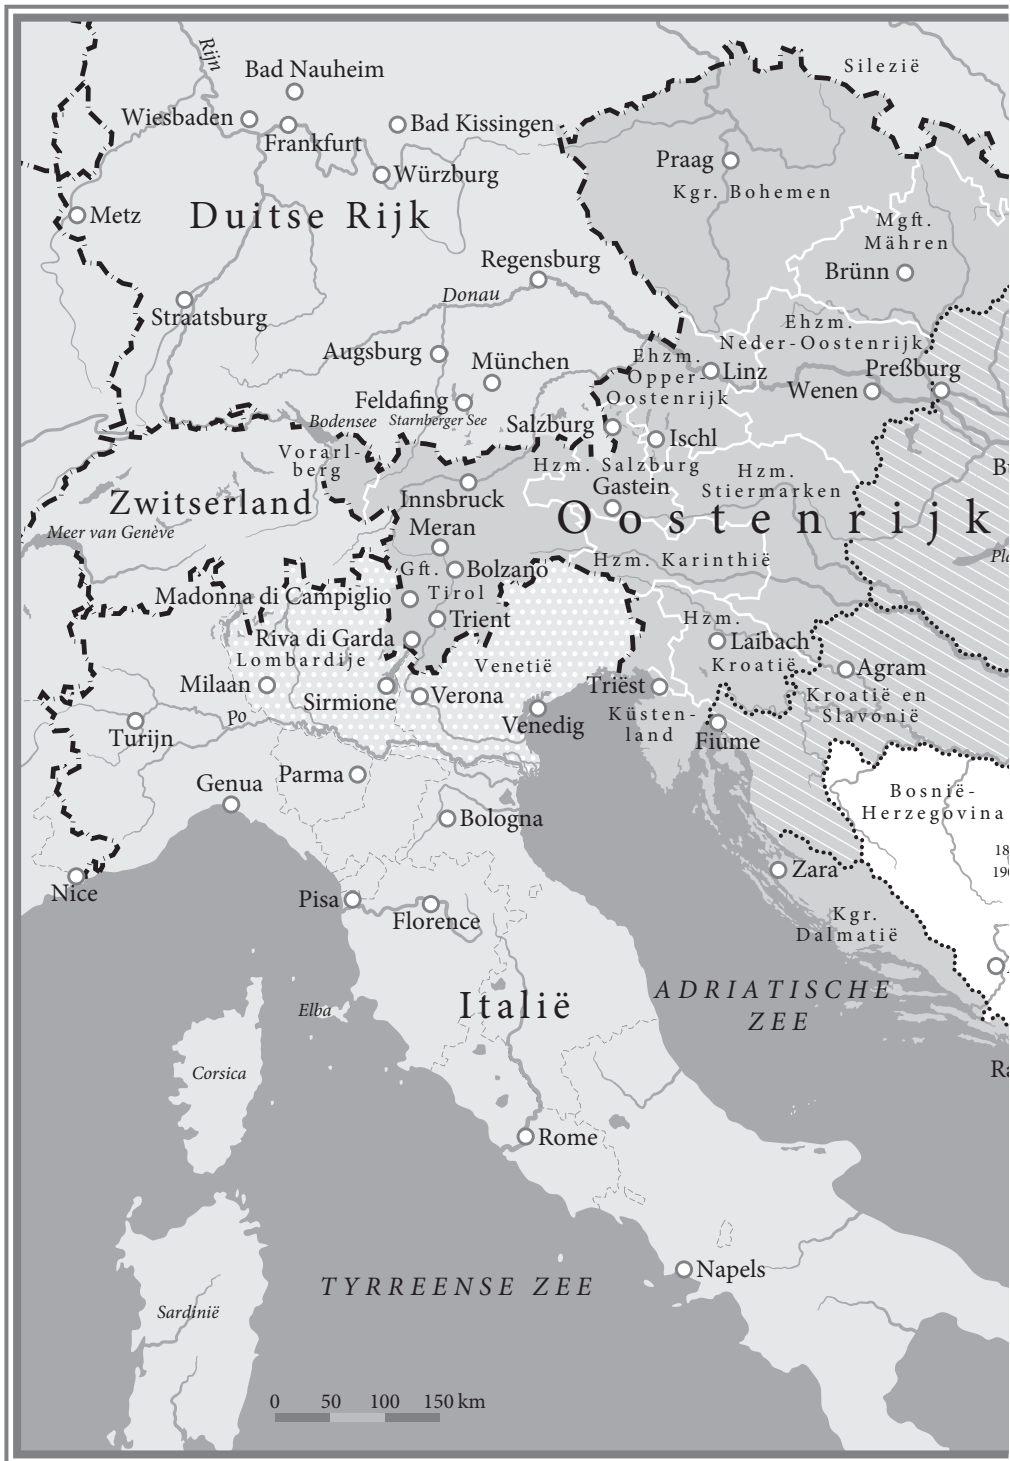 Rijn
Silezië
Bad Nauheim
Wiesbaden
Frankfurt
Bad Kissingen
Praag
Würzburg
Kgr. Bohemen
Metz
Duitse Rijk
Mgft.
Mähren
Regensburg
Brünn
Donau
Straatsburg
Ehzm.
Neder-Oostenrijk
Augsburg
München
Ehzm.
Opper-
Oostenrijk
Linz
Preßburg
Wenen
Feldafing
Bodensee
Starnberger See
Salzburg
Ischl
Vorarl-
berg
Hzm. Salzburg
Hzm.
Stiermarken
Gastein
Zwitserland
Innsbruck
Oostenrijk
Meer van Genève
Meran
Gft.
Bolzano
Hzm. Karinthië
Tirol
Madonna di Campiglio
Trient
Hzm.
Riva di Garda
Laibach
Lombardije
Venetië
Kroatië
Agram
Milaan
Sirmione
Verona
Triëst
Kroatië en
Slavonië
Po
Venedig
Küsten-
land
Turijn
Fiume
Genua
Parma
Bosnië-
Herzegovina
Bologna
18
190
Zara
Nice
Pisa
Florence
Kgr.
Dalmatië
ADRIATISCHE
ZEE
Italië
Elba
Corsica
Ra
Rome
Napels
TYRREENSE ZEE
Sardinië
0 50 100 150 km